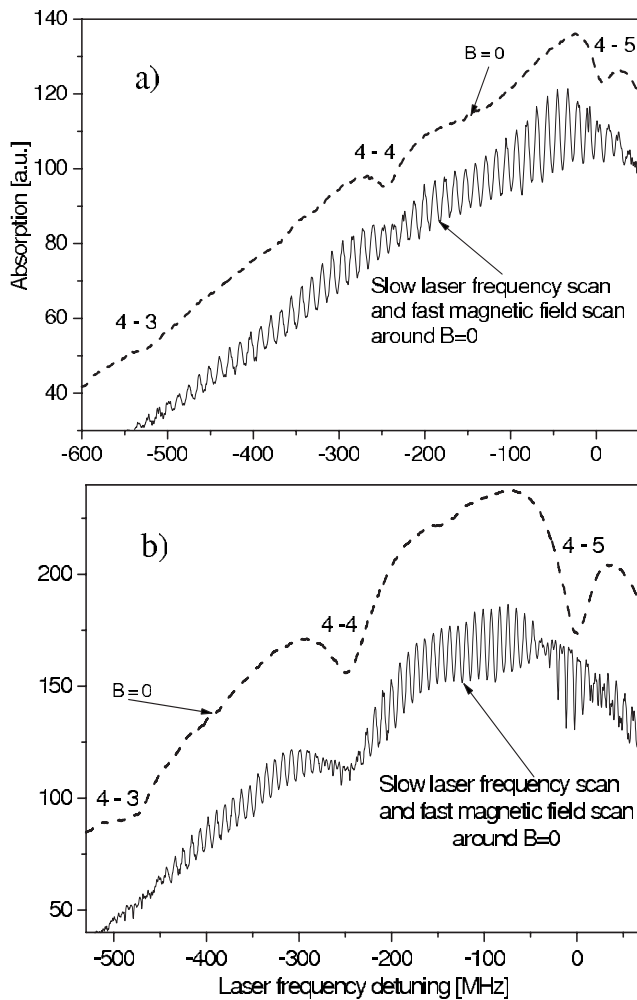 140
120
100
80
60
40
Absorption [a.u.]
a)
B=0
4 - 5
4 - 4
4 - 3
Slow laser frequency scan
and fast magnetic field scan
around B=0
-600 -500 -400 -300 -200 -100 0
200
150
100
50
b)
4 - 5
4-4
B=0
4-3
Slow laser frequency scan
and fast magnetic field scan
around B=0
-500 -400 -300 -200 -100 0
Laser frequency detuning [MHz]